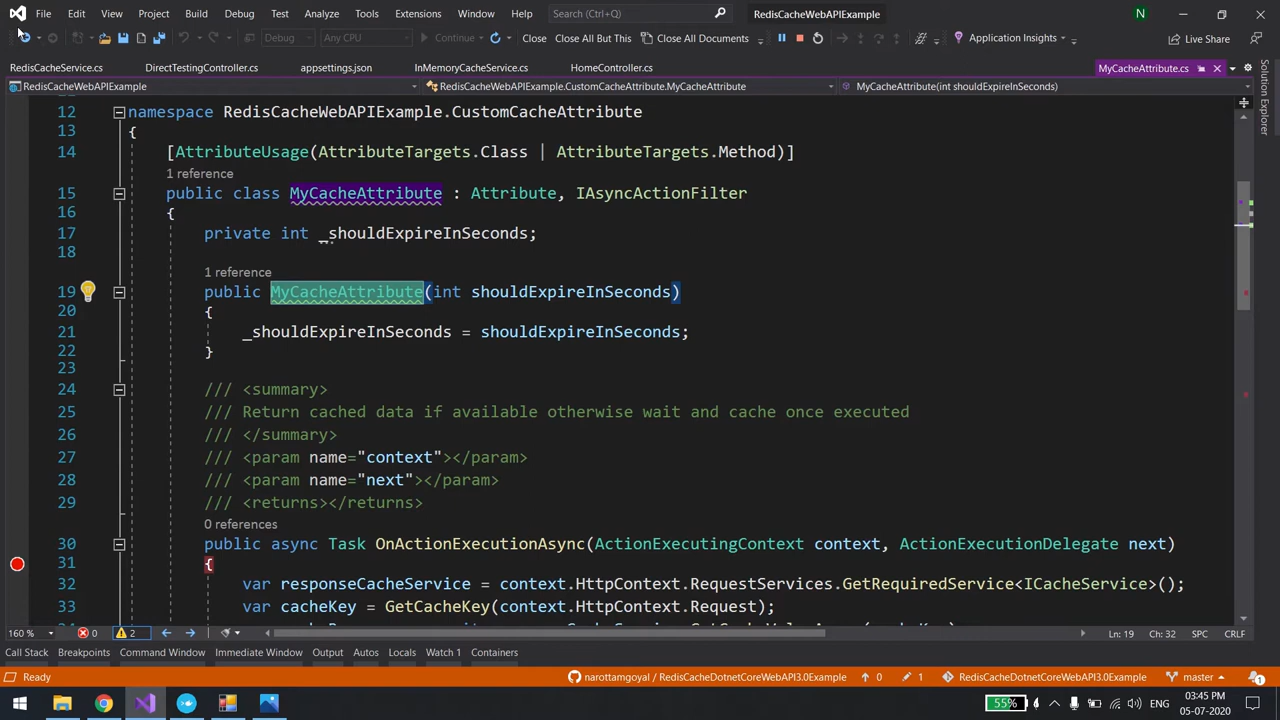 File Edit View Project Build Debug Test Analyze Tools Extensions Window Help Search (Ctrl+Q) RedisCacheWebAPIExample N
Debug Any CPU Continue Close Close All But This Close All Documents Application Insights Live Share
RedisCacheService.cs DirectTestingController.cs appsettings.json InMemoryCacheService.cs HomeController.cs MyCacheAttribute.cs
RedisCacheWebAPIExample RedisCacheWebAPIExample.CustomCacheAttribute.MyCacheAttribute MyCacheAttribute(int shouldExpireInSeconds)
Solution Explorer
12 namespace RedisCacheWebAPIExample.CustomCacheAttribute
13 {
14 [AttributeUsage(AttributeTargets.Class | AttributeTargets.Method)]
1 reference
15 public class MyCacheAttribute : Attribute, IAsyncActionFilter
16 {
17 private int _shouldExpireInSeconds;
18
1 reference
19 public MyCacheAttribute(int shouldExpireInSeconds)
20 {
21 _shouldExpireInSeconds = shouldExpireInSeconds;
22 }
23
24 /// <summary>
25 /// Return cached data if available otherwise wait and cache once executed
26 /// </summary>
27 /// <param name="context"></param>
28 /// <param name="next"></param>
29 /// <returns></returns>
0 references
30 public async Task OnActionExecutionAsync(ActionExecutingContext context, ActionExecutionDelegate next)
31 {
32 var responseCacheService = context.HttpContext.RequestServices.GetRequiredService<ICacheService>();
33 var cacheKey = GetCacheKey(context.HttpContext.Request);
160 % 0 2 Ln: 19 Ch: 32 SPC CRLF
Call Stack Breakpoints Command Window Immediate Window Output Autos Locals Watch 1 Containers
Ready narottamgoyal / RedisCacheDotnetCoreWebAPI3.0Example 0 1 RedisCacheDotnetCoreWebAPI3.0Example master 1
55% ENG 03:45 PM
05-07-2020